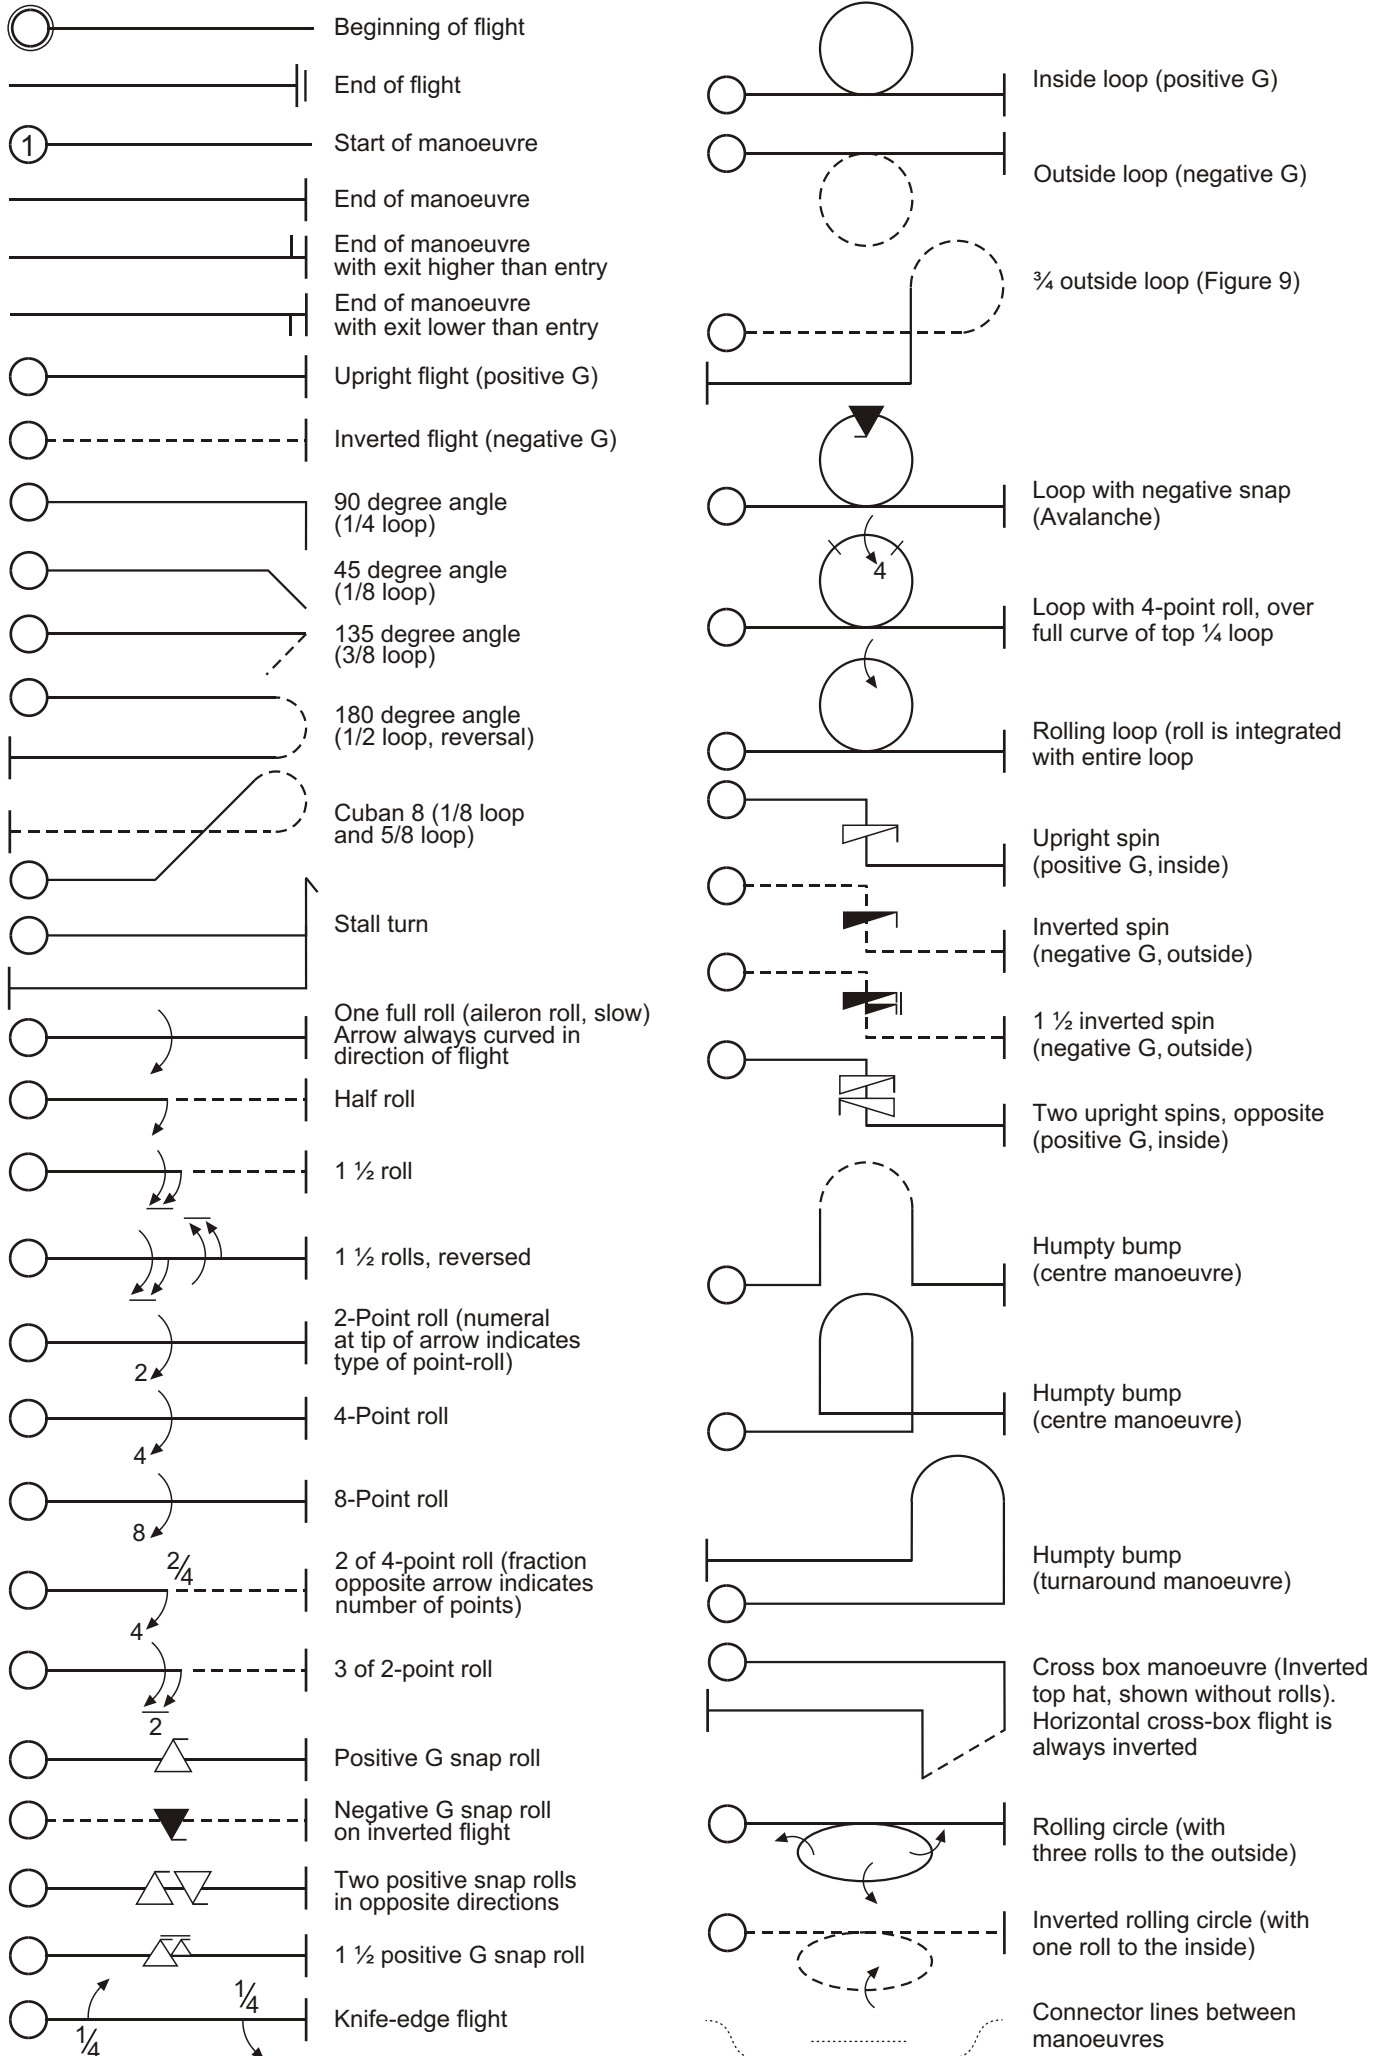 Beginning of flight
End of flight
1
Start of manoeuvre
End of manoeuvre
End of manoeuvre
with exit higher than entry
End of manoeuvre
with exit lower than entry
Upright flight (positive G)
Inverted flight (negative G)
90 degree angle
(1/4 loop)
45 degree angle
(1/8 loop)
135 degree angle
(3/8 loop)
180 degree angle
(1/2 loop, reversal)
Cuban 8 (1/8 loop
and 5/8 loop)
Stall turn
One full roll (aileron roll, slow)
Arrow always curved in
direction of flight
Half roll
1 ½ roll
1 ½ rolls, reversed
2-Point roll (numeral
at tip of arrow indicates
type of point-roll)
2
4-Point roll
4
8-Point roll
8
2/4
2 of 4-point roll (fraction
opposite arrow indicates
number of points)
4
3 of 2-point roll
2
Positive G snap roll
Negative G snap roll
on inverted flight
Two positive snap rolls
in opposite directions
1 ½ positive G snap roll
¼
¼
Knife-edge flight
Inside loop (positive G)
Outside loop (negative G)
¾ outside loop (Figure 9)
Loop with negative snap
(Avalanche)
4
Loop with 4-point roll, over
full curve of top ¼ loop
Rolling loop (roll is integrated
with entire loop
Upright spin
(positive G, inside)
Inverted spin
(negative G, outside)
1 ½ inverted spin
(negative G, outside)
Two upright spins, opposite
(positive G, inside)
Humpty bump
(centre manoeuvre)
Humpty bump
(centre manoeuvre)
Humpty bump
(turnaround manoeuvre)
Cross box manoeuvre (Inverted
top hat, shown without rolls).
Horizontal cross-box flight is
always inverted
Rolling circle (with
three rolls to the outside)
Inverted rolling circle (with
one roll to the inside)
Connector lines between
manoeuvres